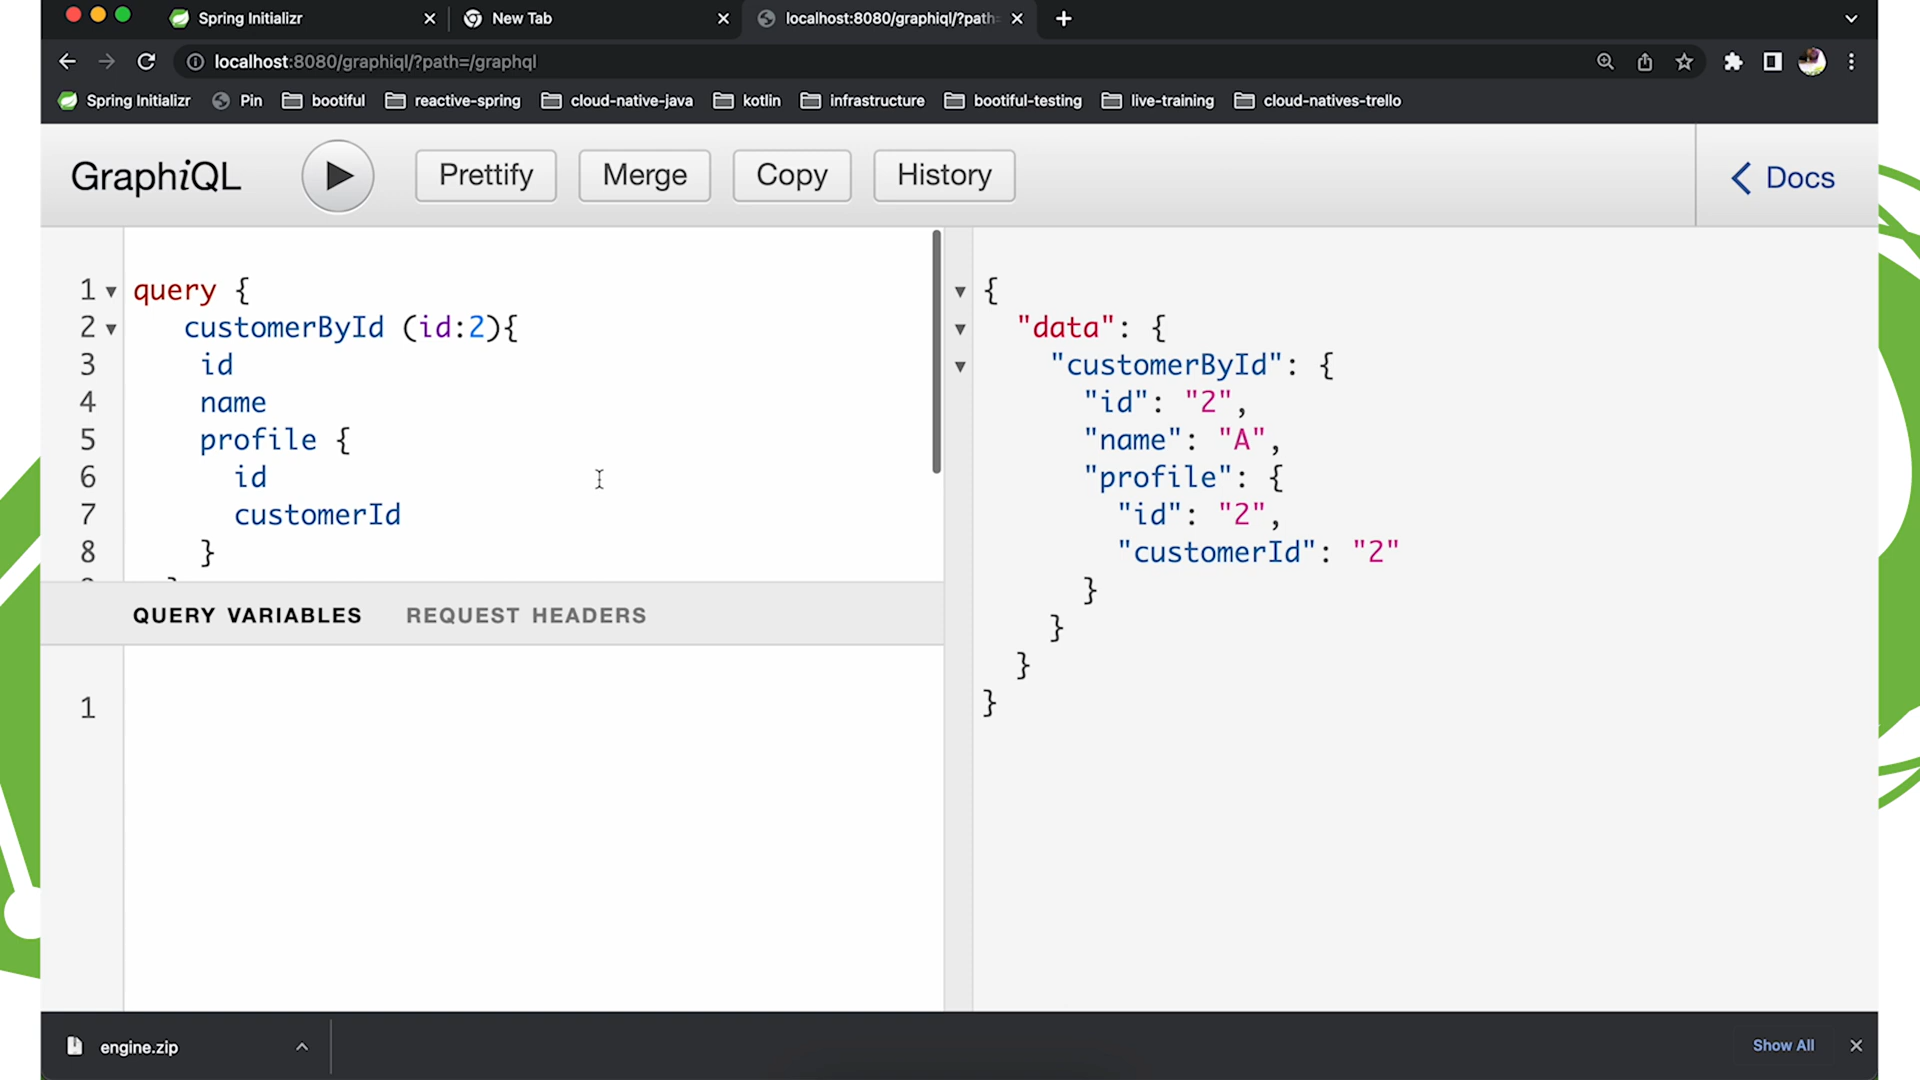 Spring Initializr
New Tab
localhost:8080/graphiql/?path=
localhost:8080/graphiql/?path=/graphql
Spring Initializr Pin bootiful reactive-spring cloud-native-java kotlin infrastructure bootiful-testing live-training cloud-natives-trello
GraphiQL Prettify Merge Copy History Docs
1 query {
2 customerById (id:2){
3 id
4 name
5 profile {
6 id
7 customerId
8 }
QUERY VARIABLES REQUEST HEADERS
1
{
"data": {
"customerById": {
"id": "2",
"name": "A",
"profile": {
"id": "2",
"customerId": "2"
}
}
}
}
engine.zip
Show All